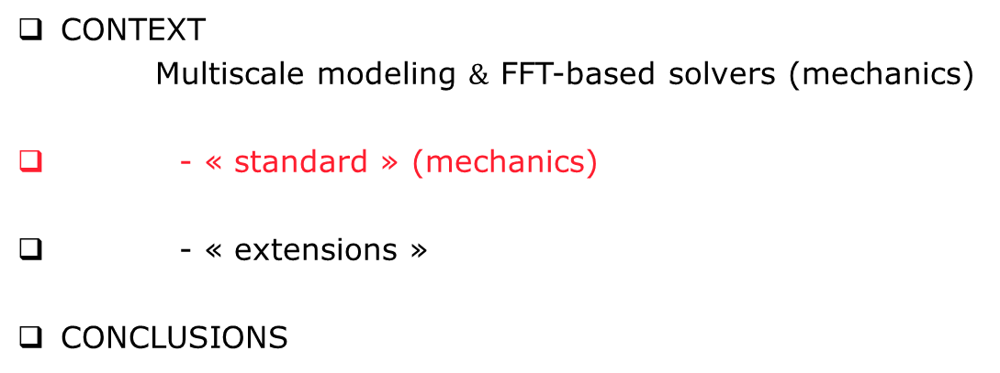 ❑ CONTEXT
Multiscale modeling & FFT-based solvers (mechanics)
❑ - « standard » (mechanics)
❑ - « extensions »
❑ CONCLUSIONS